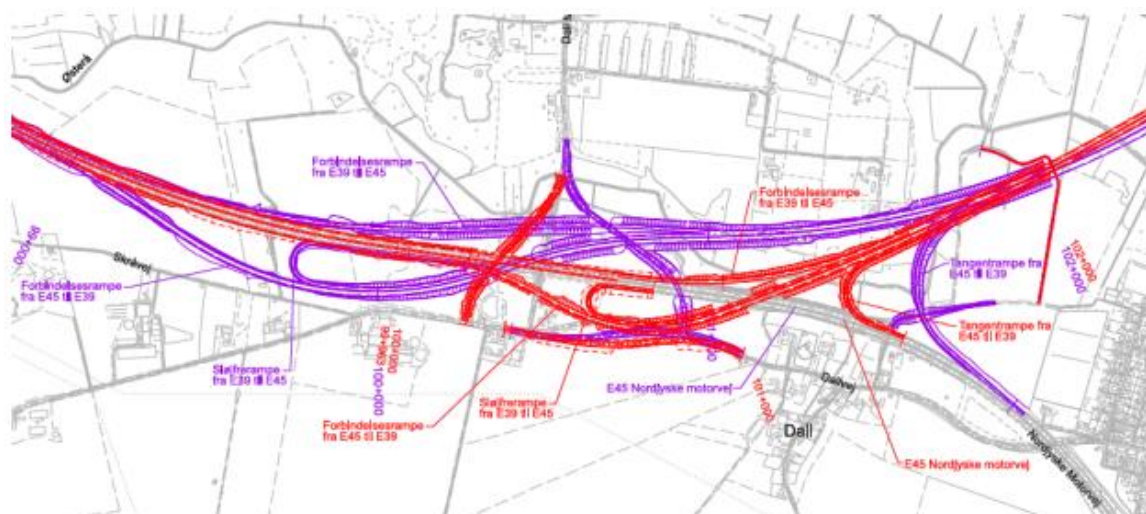 Østerå
Dall
Forbindelsesrampe
fra E39 til E45
Forbindelsesrampe
fra E39 til E45
99+000
Skråvej
Forbindelsesrampe
fra E45 til E39
Tangentrampe fra
E45 til E39
102+000
102+000
Tangentrampe fra
E45 til E39
Sløjferampe
fra E39 til E45
100+000
Sløjferampe
fra E39 til E45
Forbindelsesrampe
fra E45 til E39
E45 Nordjyske motorvej
101+000
Dallvej
Dall
E45 Nordjyske motorvej
Nordjyske Motorvej